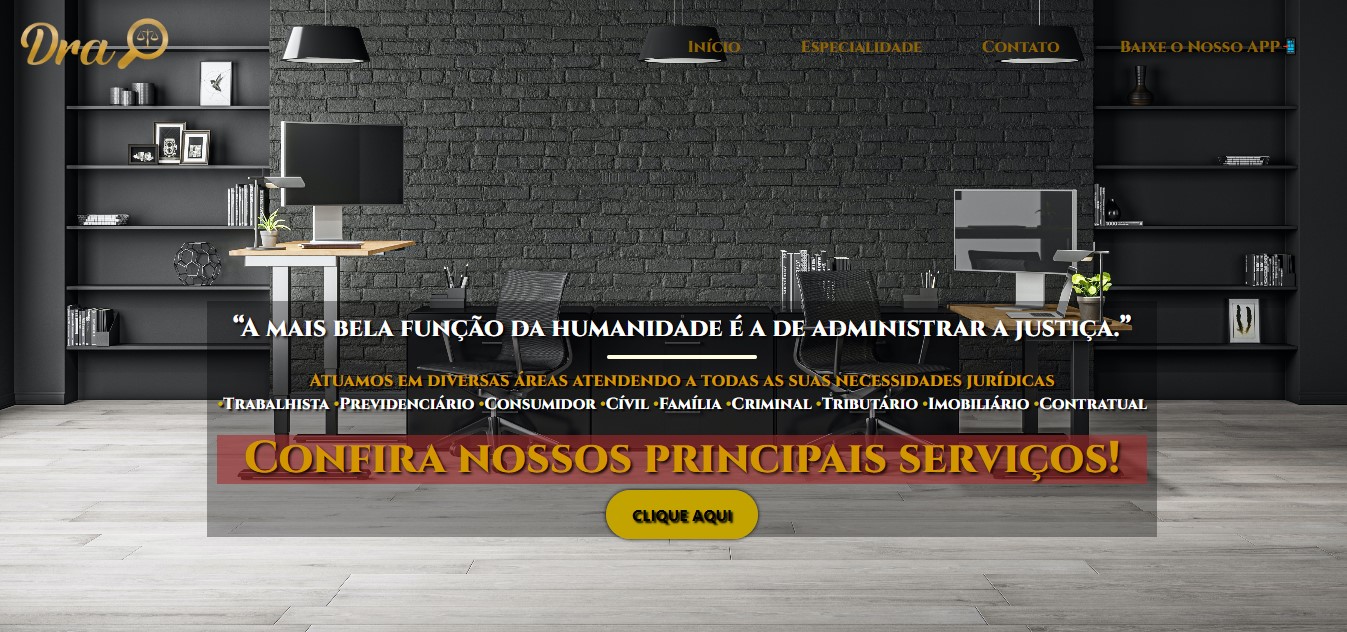 Dra
Início Especialidade Contato Baixe o Nosso APP
“A mais bela função da humanidade é a de administrar a justiça.”
Atuamos em diversas áreas atendendo a todas as suas necessidades jurídicas
•Trabalhista •Previdenciário •Consumidor •Cívil •Família •Criminal •Tributário •Imobiliário •Contratual
Confira nossos principais serviços!
CLIQUE AQUI